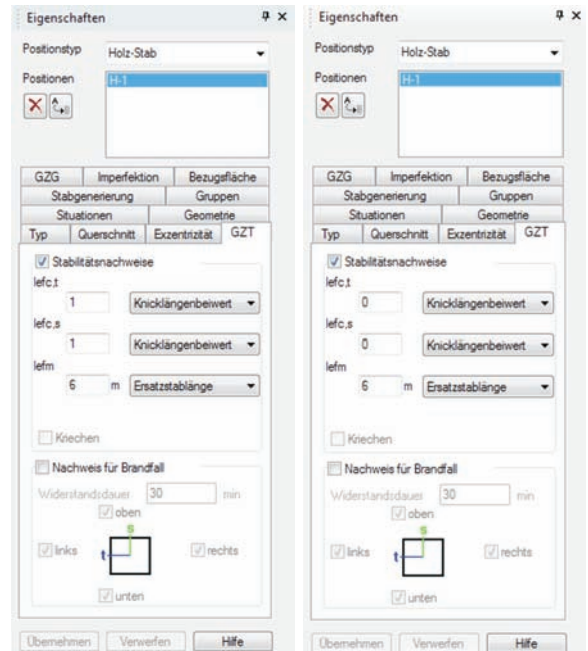 Eigenschaften
Positionstyp Holz-Stab
Positionen H-1
GZG Imperfektion Bezugsfläche
Stabgenerierung Gruppen
Situationen Geometrie
Typ Querschnitt Exzentrizität GZT
Stabilitätsnachweise
lefc,t
1 Knicklängenbeiwert
lefc,s
1 Knicklängenbeiwert
lefm
6 m Ersatzstablänge
Kriechen
Nachweis für Brandfall
Widerstandsdauer 30 min
oben
s
links t rechts
unten
Übernehmen Verwerfen Hilfe
Eigenschaften
Positionstyp Holz-Stab
Positionen H-1
GZG Imperfektion Bezugsfläche
Stabgenerierung Gruppen
Situationen Geometrie
Typ Querschnitt Exzentrizität GZT
Stabilitätsnachweise
lefc,t
0 Knicklängenbeiwert
lefc,s
0 Knicklängenbeiwert
lefm
6 m Ersatzstablänge
Kriechen
Nachweis für Brandfall
Widerstandsdauer 30 min
oben
s
links t rechts
unten
Übernehmen Verwerfen Hilfe